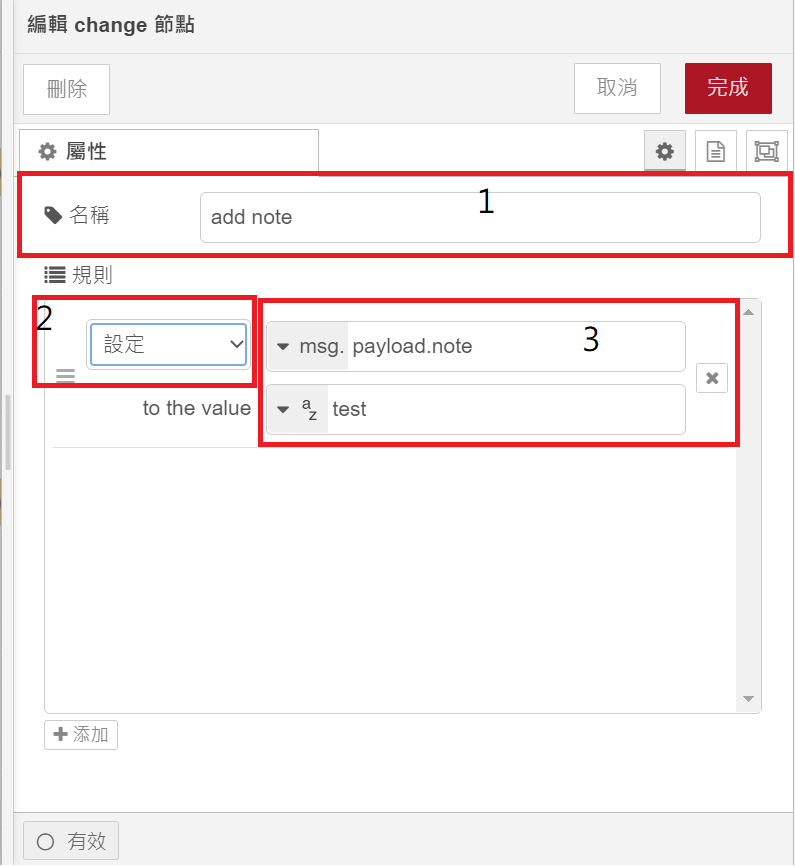 編輯 change 節點
刪除 取消 完成
屬性
名稱 add note 1
規則
2 設定 msg. payload.note 3
to the value az test
添加
有效